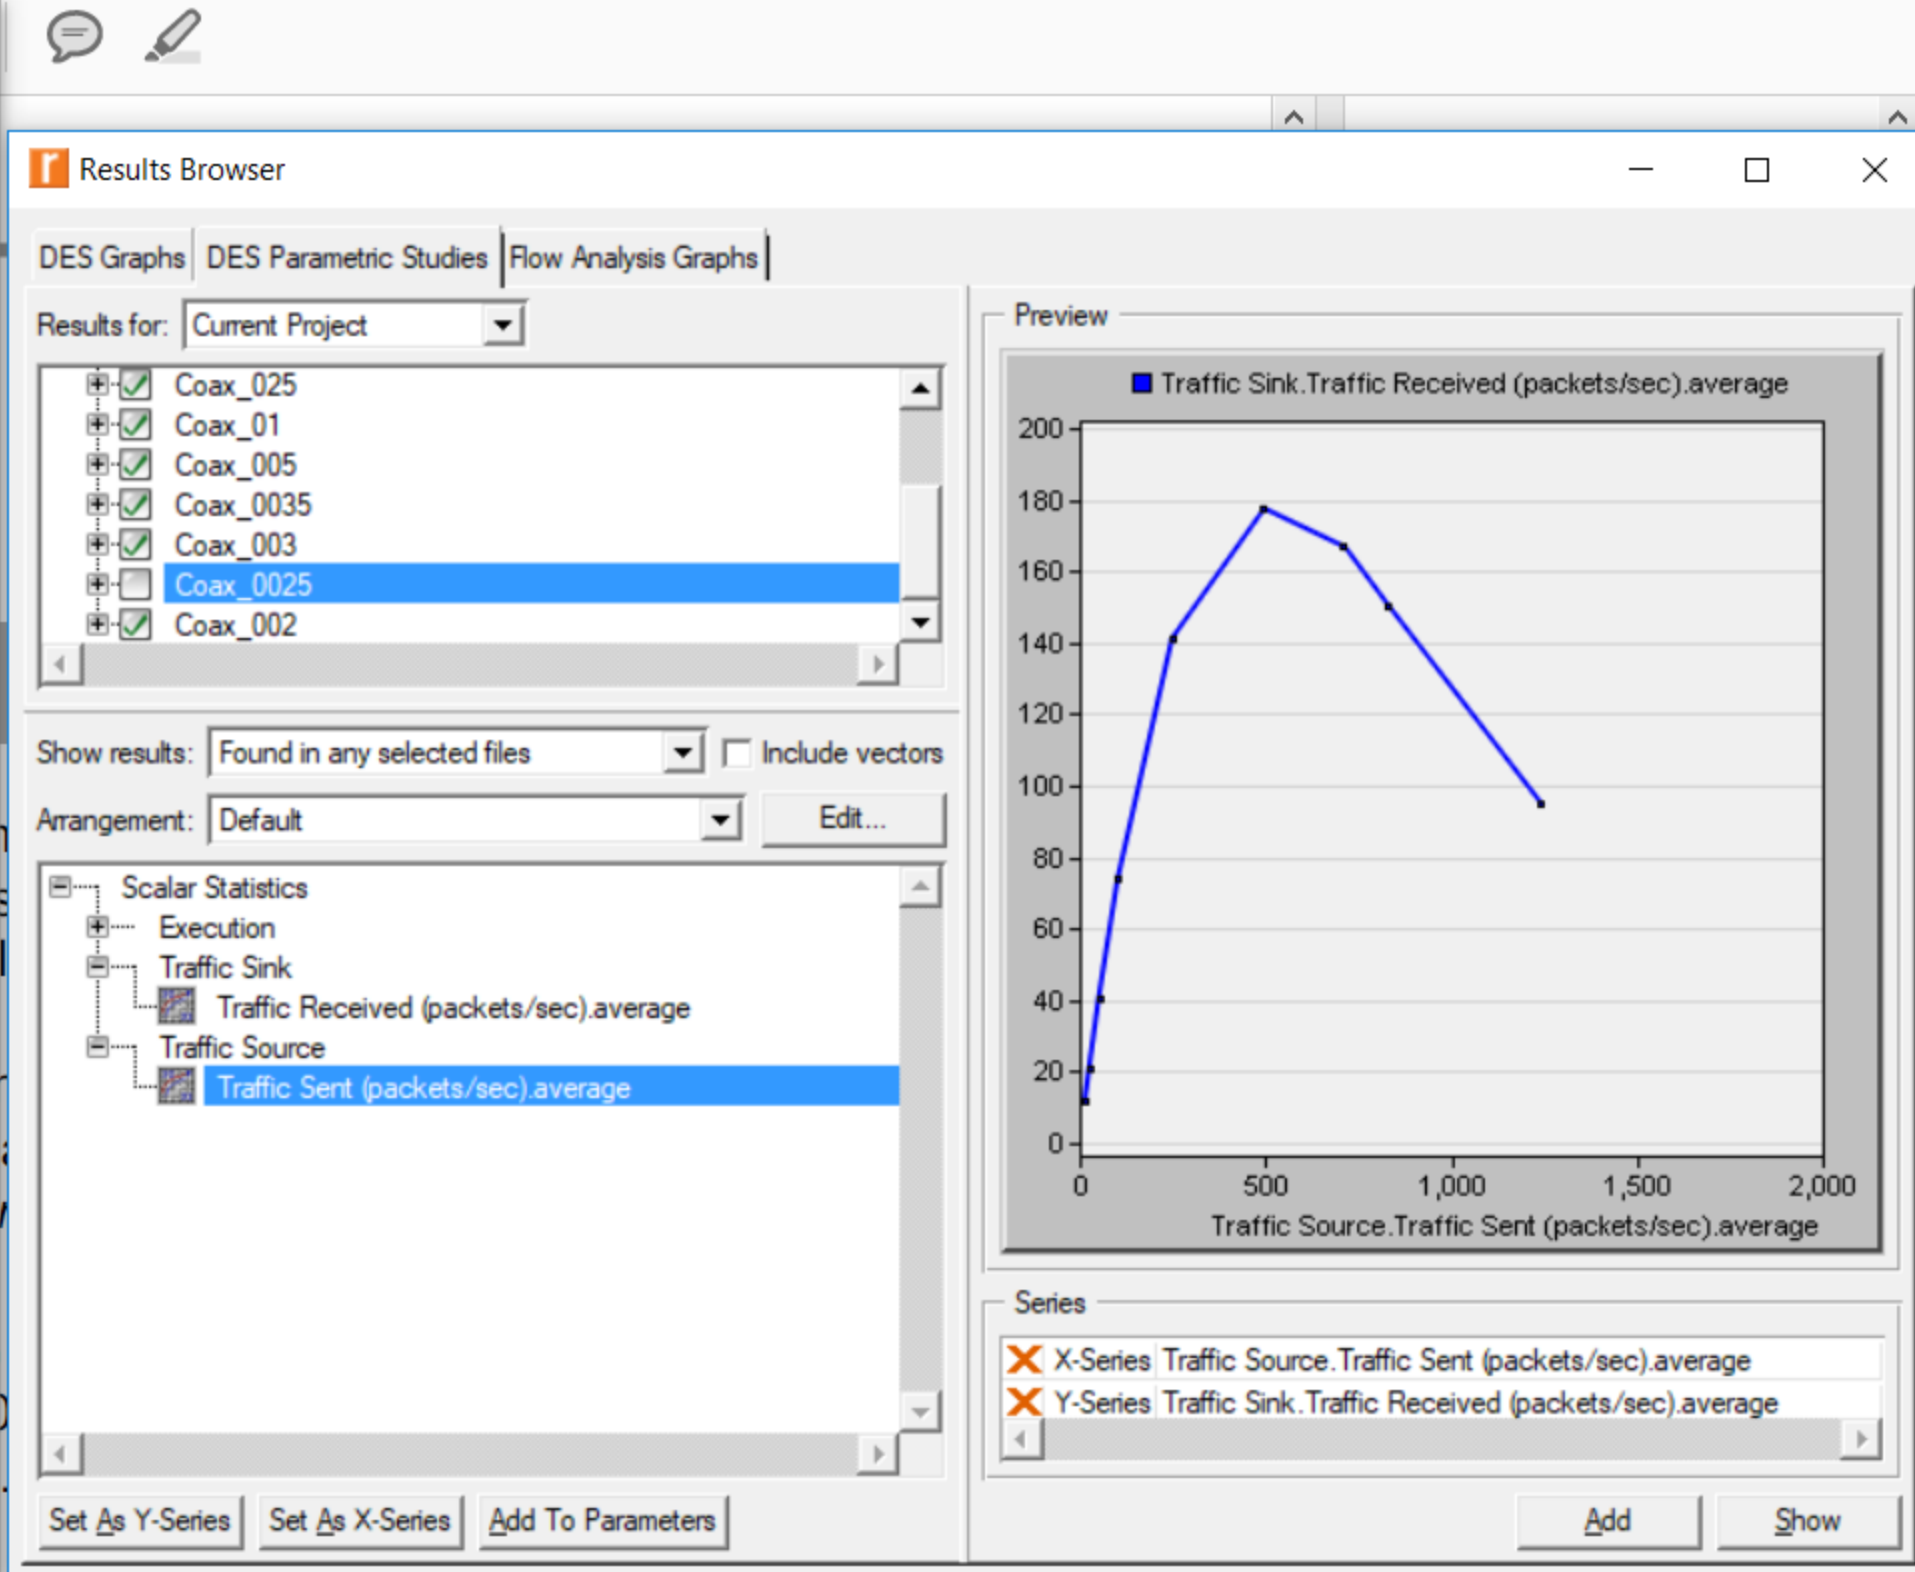 Results Browser
DES Graphs
DES Parametric Studies
Flow Analysis Graphs
Results for:
Current Project
Coax_025
Coax_01
Coax_005
Coax_0035
Coax_003
Coax_0025
Coax_002
Show results:
Found in any selected files
Include vectors
Arrangement:
Default
Edit...
Scalar Statistics
Execution
Traffic Sink
Traffic Received (packets/sec).average
Traffic Source
Traffic Sent (packets/sec).average
Set As Y-Series
Set As X-Series
Add To Parameters
Preview
Traffic Sink.Traffic Received (packets/sec).average
200
180
160
140
120
100
80
60
40
20
0
0
500
1,000
1,500
2,000
Traffic Source.Traffic Sent (packets/sec).average
Series
X-Series Traffic Source.Traffic Sent (packets/sec).average
Y-Series Traffic Sink.Traffic Received (packets/sec).average
Add
Show